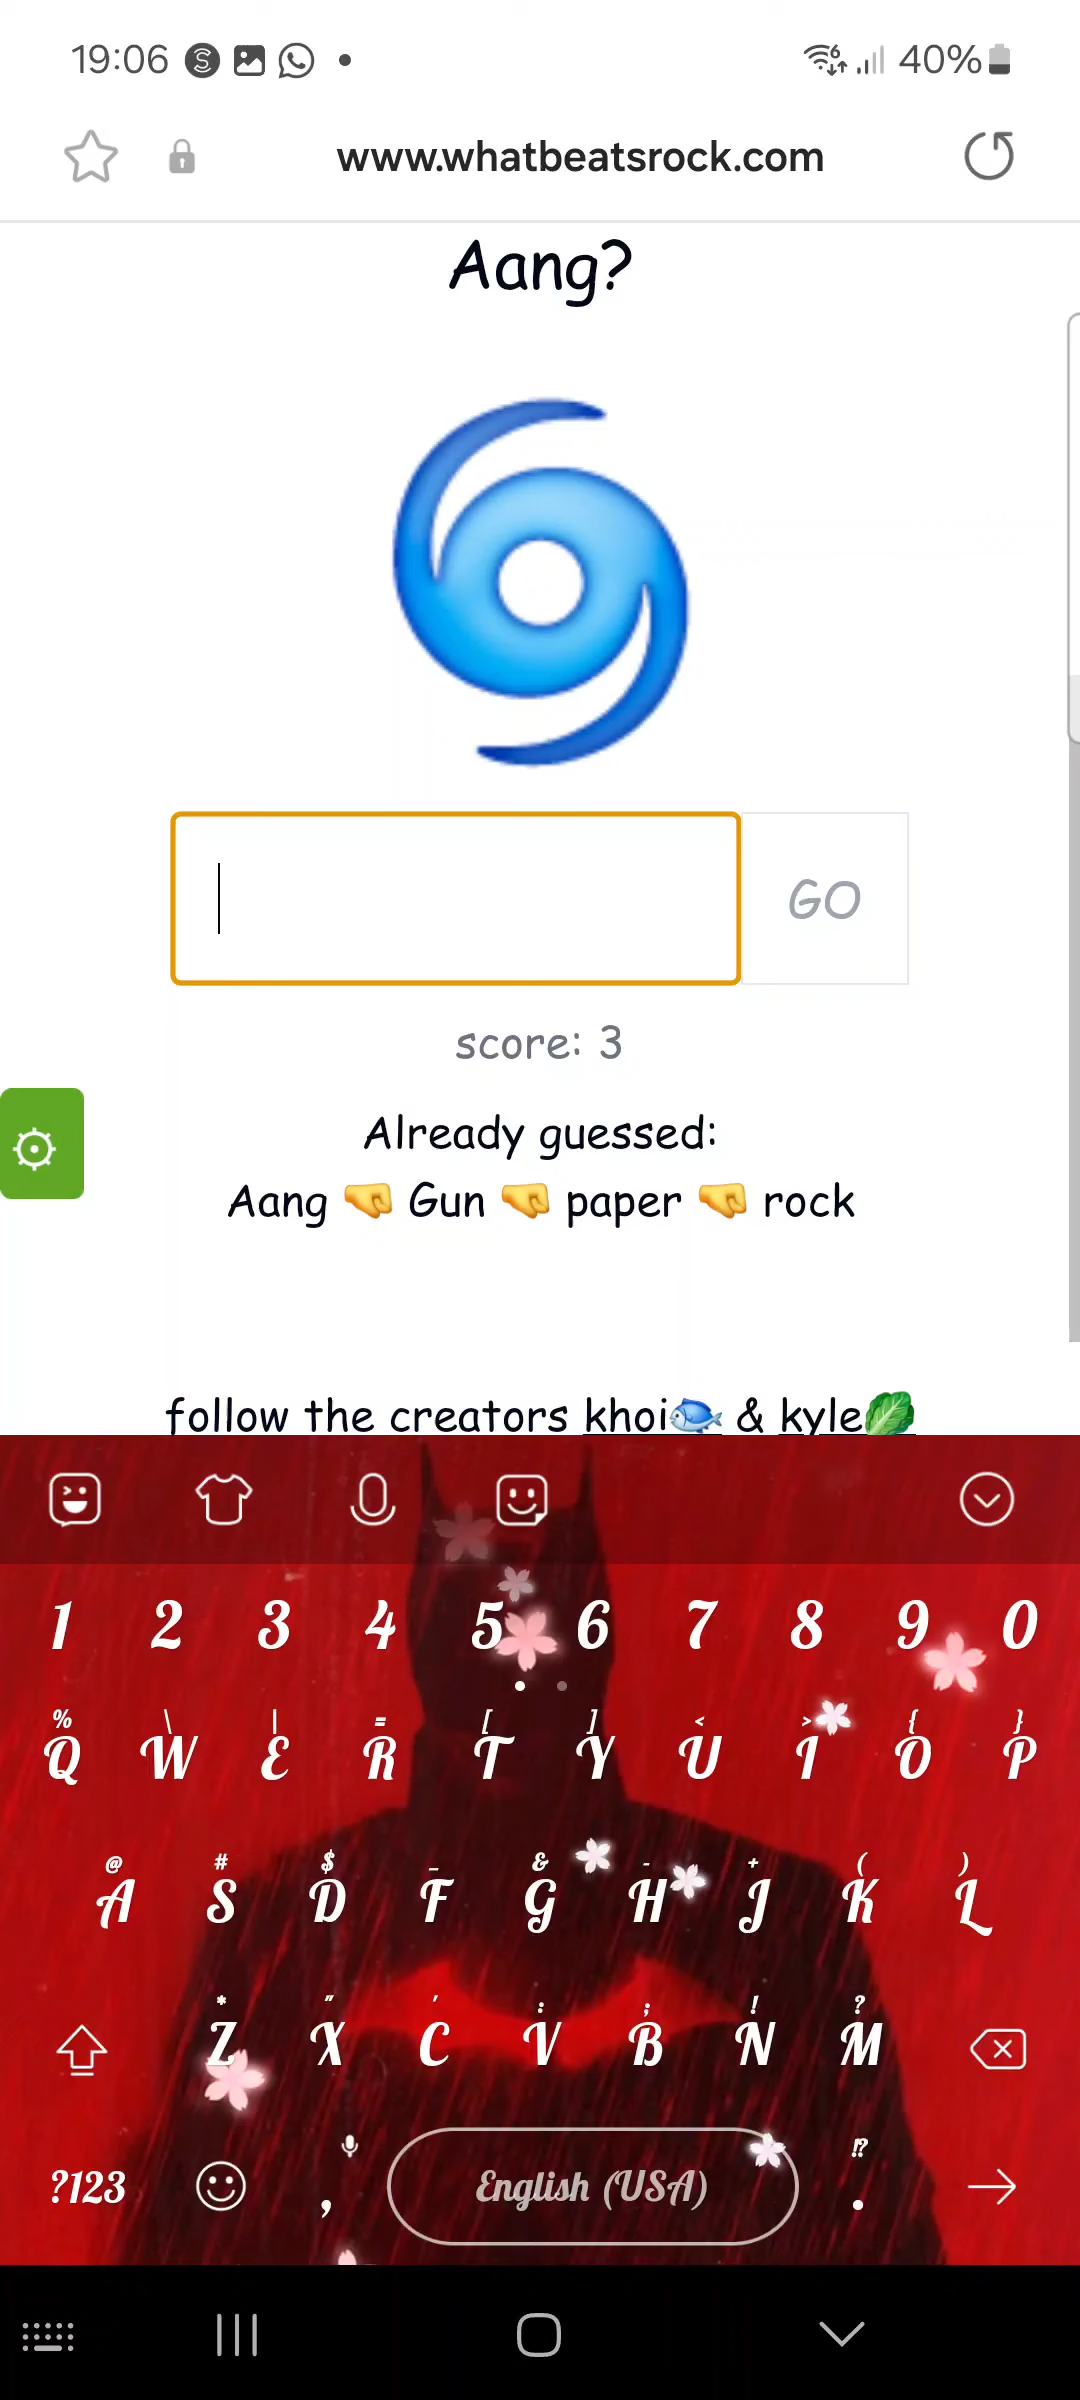 19:06 40%
www.whatbeatsrock.com
Aang?
GO
score: 3
Already guessed:
Aang 🤜 Gun 🤜 paper 🤜 rock
follow the creators khoi🐟 & kyle🥬
1 2 3 4 5 6 7 8 9 0
% \ | = [ ] < > { }
Q W E R T Y U I O P
@ # $ _ & - + ( )
A S D F G H J K L
* " ' : ; ! ?
Z X C V B N M
!?
?123 , English (USA) .